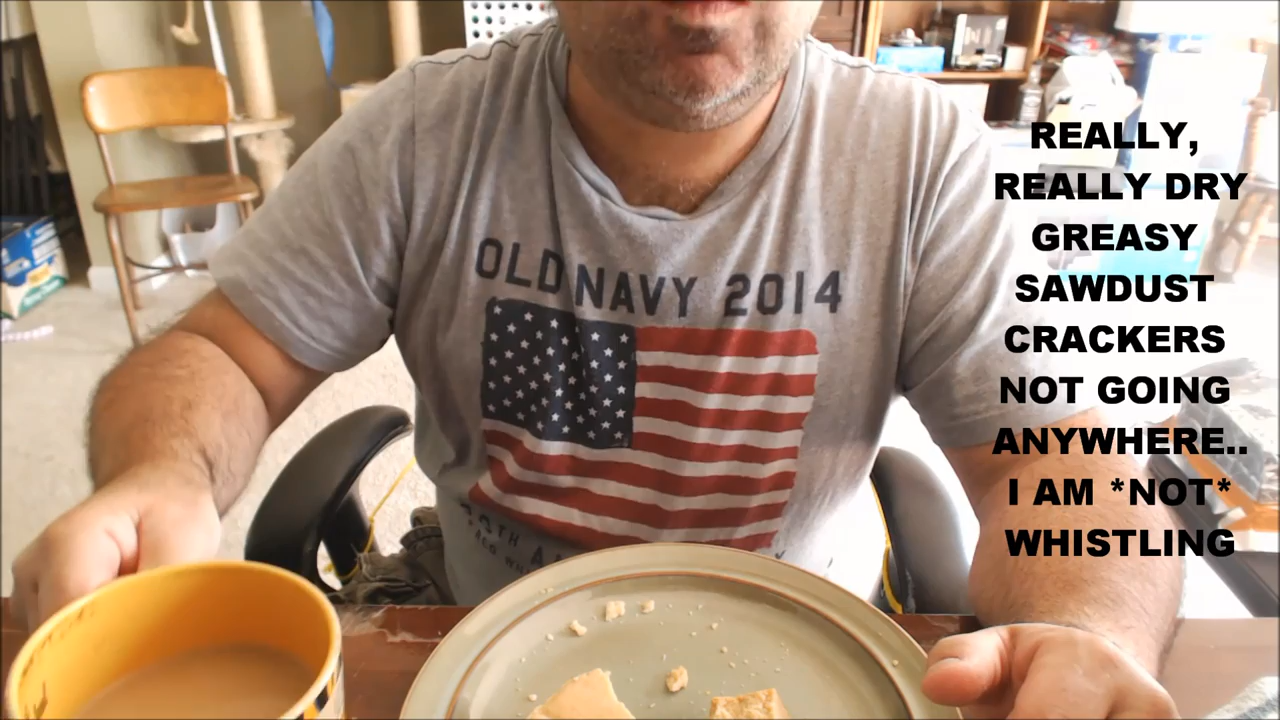 OLD NAVY 2014
REALLY,
REALLY DRY
GREASY
SAWDUST
CRACKERS
NOT GOING
ANYWHERE..
I AM *NOT*
WHISTLING